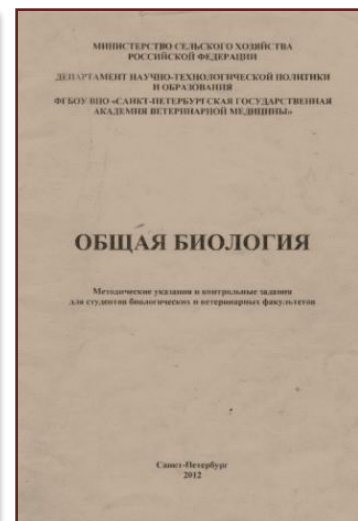 МИНИСТЕРСТВО СЕЛЬСКОГО ХОЗЯЙСТВА
РОССИЙСКОЙ ФЕДЕРАЦИИ
ДЕПАРТАМЕНТ НАУЧНО-ТЕХНОЛОГИЧЕСКОЙ ПОЛИТИКИ
И ОБРАЗОВАНИЯ
ФГБОУ ВПО «САНКТ-ПЕТЕРБУРГСКАЯ ГОСУДАРСТВЕННАЯ
АКАДЕМИЯ ВЕТЕРИНАРНОЙ МЕДИЦИНЫ»
ОБЩАЯ БИОЛОГИЯ
Методические указания и контрольные задания
для студентов биологических и ветеринарных факультетов
Санкт-Петербург
2012